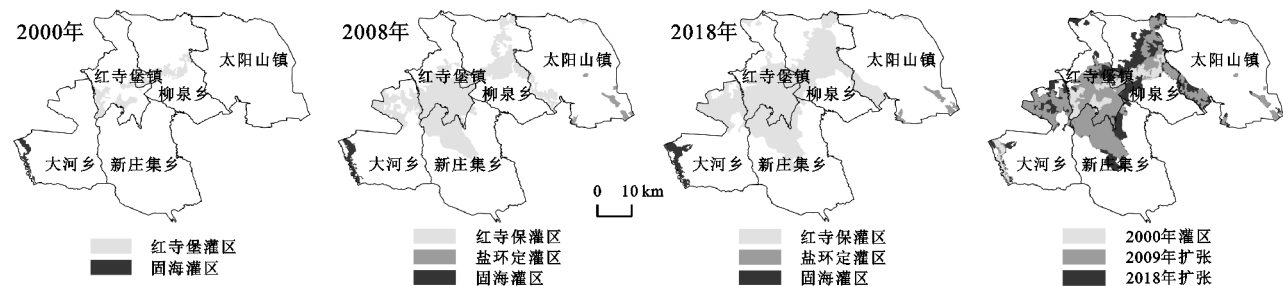 2000年
太阳山镇
红寺堡镇
柳泉乡
大河乡
新庄集乡
红寺堡灌区
固海灌区
2008年
太阳山镇
红寺堡镇
柳泉乡
大河乡
新庄集乡
红寺保灌区
盐环定灌区
固海灌区
0 10 km
2018年
太阳山镇
红寺堡镇
柳泉乡
大河乡
新庄集乡
红寺保灌区
盐环定灌区
固海灌区
太阳山镇
红寺堡镇
柳泉乡
大河乡
新庄集乡
2000年灌区
2009年扩张
2018年扩张